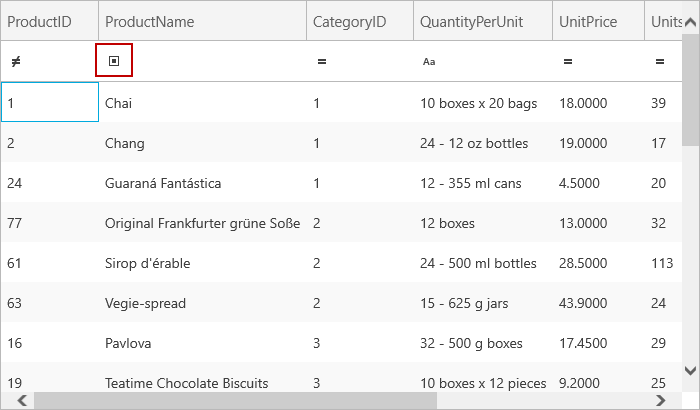 ProductID ProductName CategoryID QuantityPerUnit UnitPrice Units
≠ = Aa = =
1 Chai 1 10 boxes x 20 bags 18.0000 39
2 Chang 1 24 - 12 oz bottles 19.0000 17
24 Guaraná Fantástica 1 12 - 355 ml cans 4.5000 20
77 Original Frankfurter grüne Soße 2 12 boxes 13.0000 32
61 Sirop d'érable 2 24 - 500 ml bottles 28.5000 113
63 Vegie-spread 2 15 - 625 g jars 43.9000 24
16 Pavlova 3 32 - 500 g boxes 17.4500 29
19 Teatime Chocolate Biscuits 3 10 boxes x 12 pieces 9.2000 25